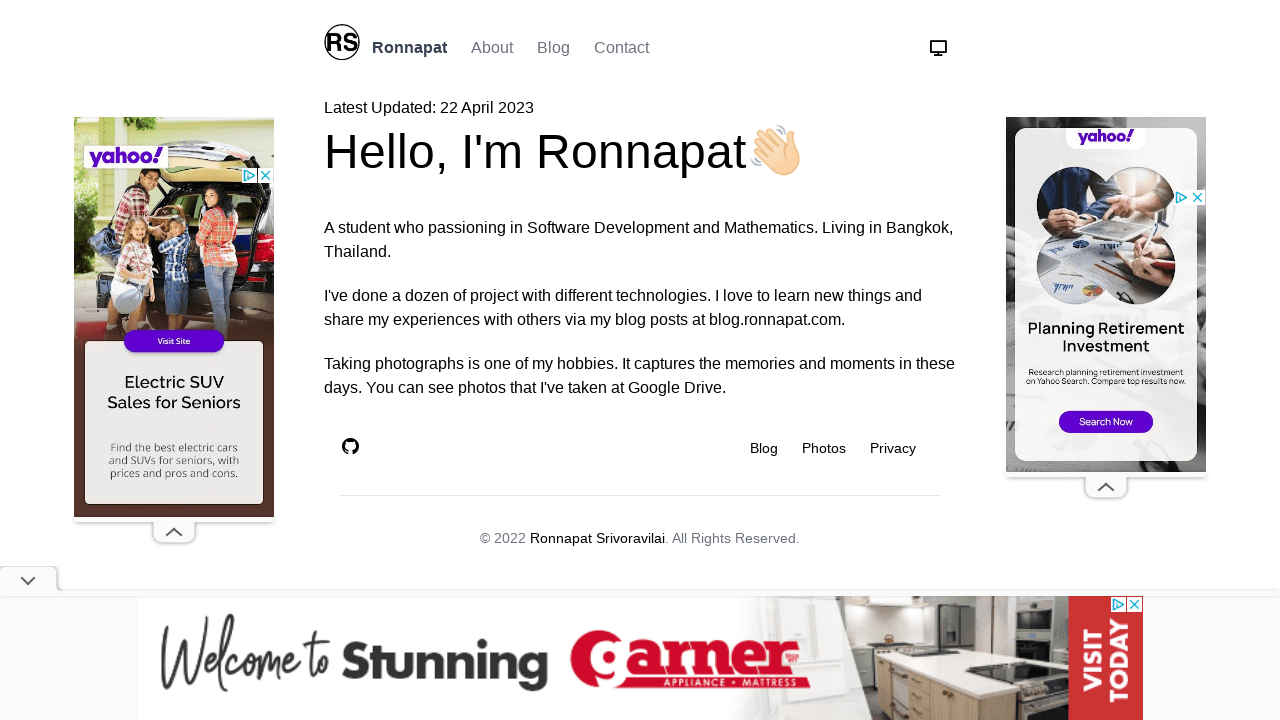 RS
Ronnapat
About
Blog
Contact
Latest Updated: 22 April 2023
Hello, I'm Ronnapat👋🏻
A student who passioning in Software Development and Mathematics. Living in Bangkok,
Thailand.
I've done a dozen of project with different technologies. I love to learn new things and
share my experiences with others via my blog posts at blog.ronnapat.com.
Taking photographs is one of my hobbies. It captures the memories and moments in these
days. You can see photos that I've taken at Google Drive.
Blog
Photos
Privacy
© 2022 Ronnapat Srivoravilai. All Rights Reserved.
yahoo!
Visit Site
Electric SUV
Sales for Seniors
Find the best electric cars
and SUVs for seniors, with
prices and pros and cons.
yahoo!
Planning Retirement
Investment
Research planning retirement investment
on Yahoo Search. Compare top results now.
Search Now
Welcome to Stunning
Garner
APPLIANCE • MATTRESS
VISIT
TODAY